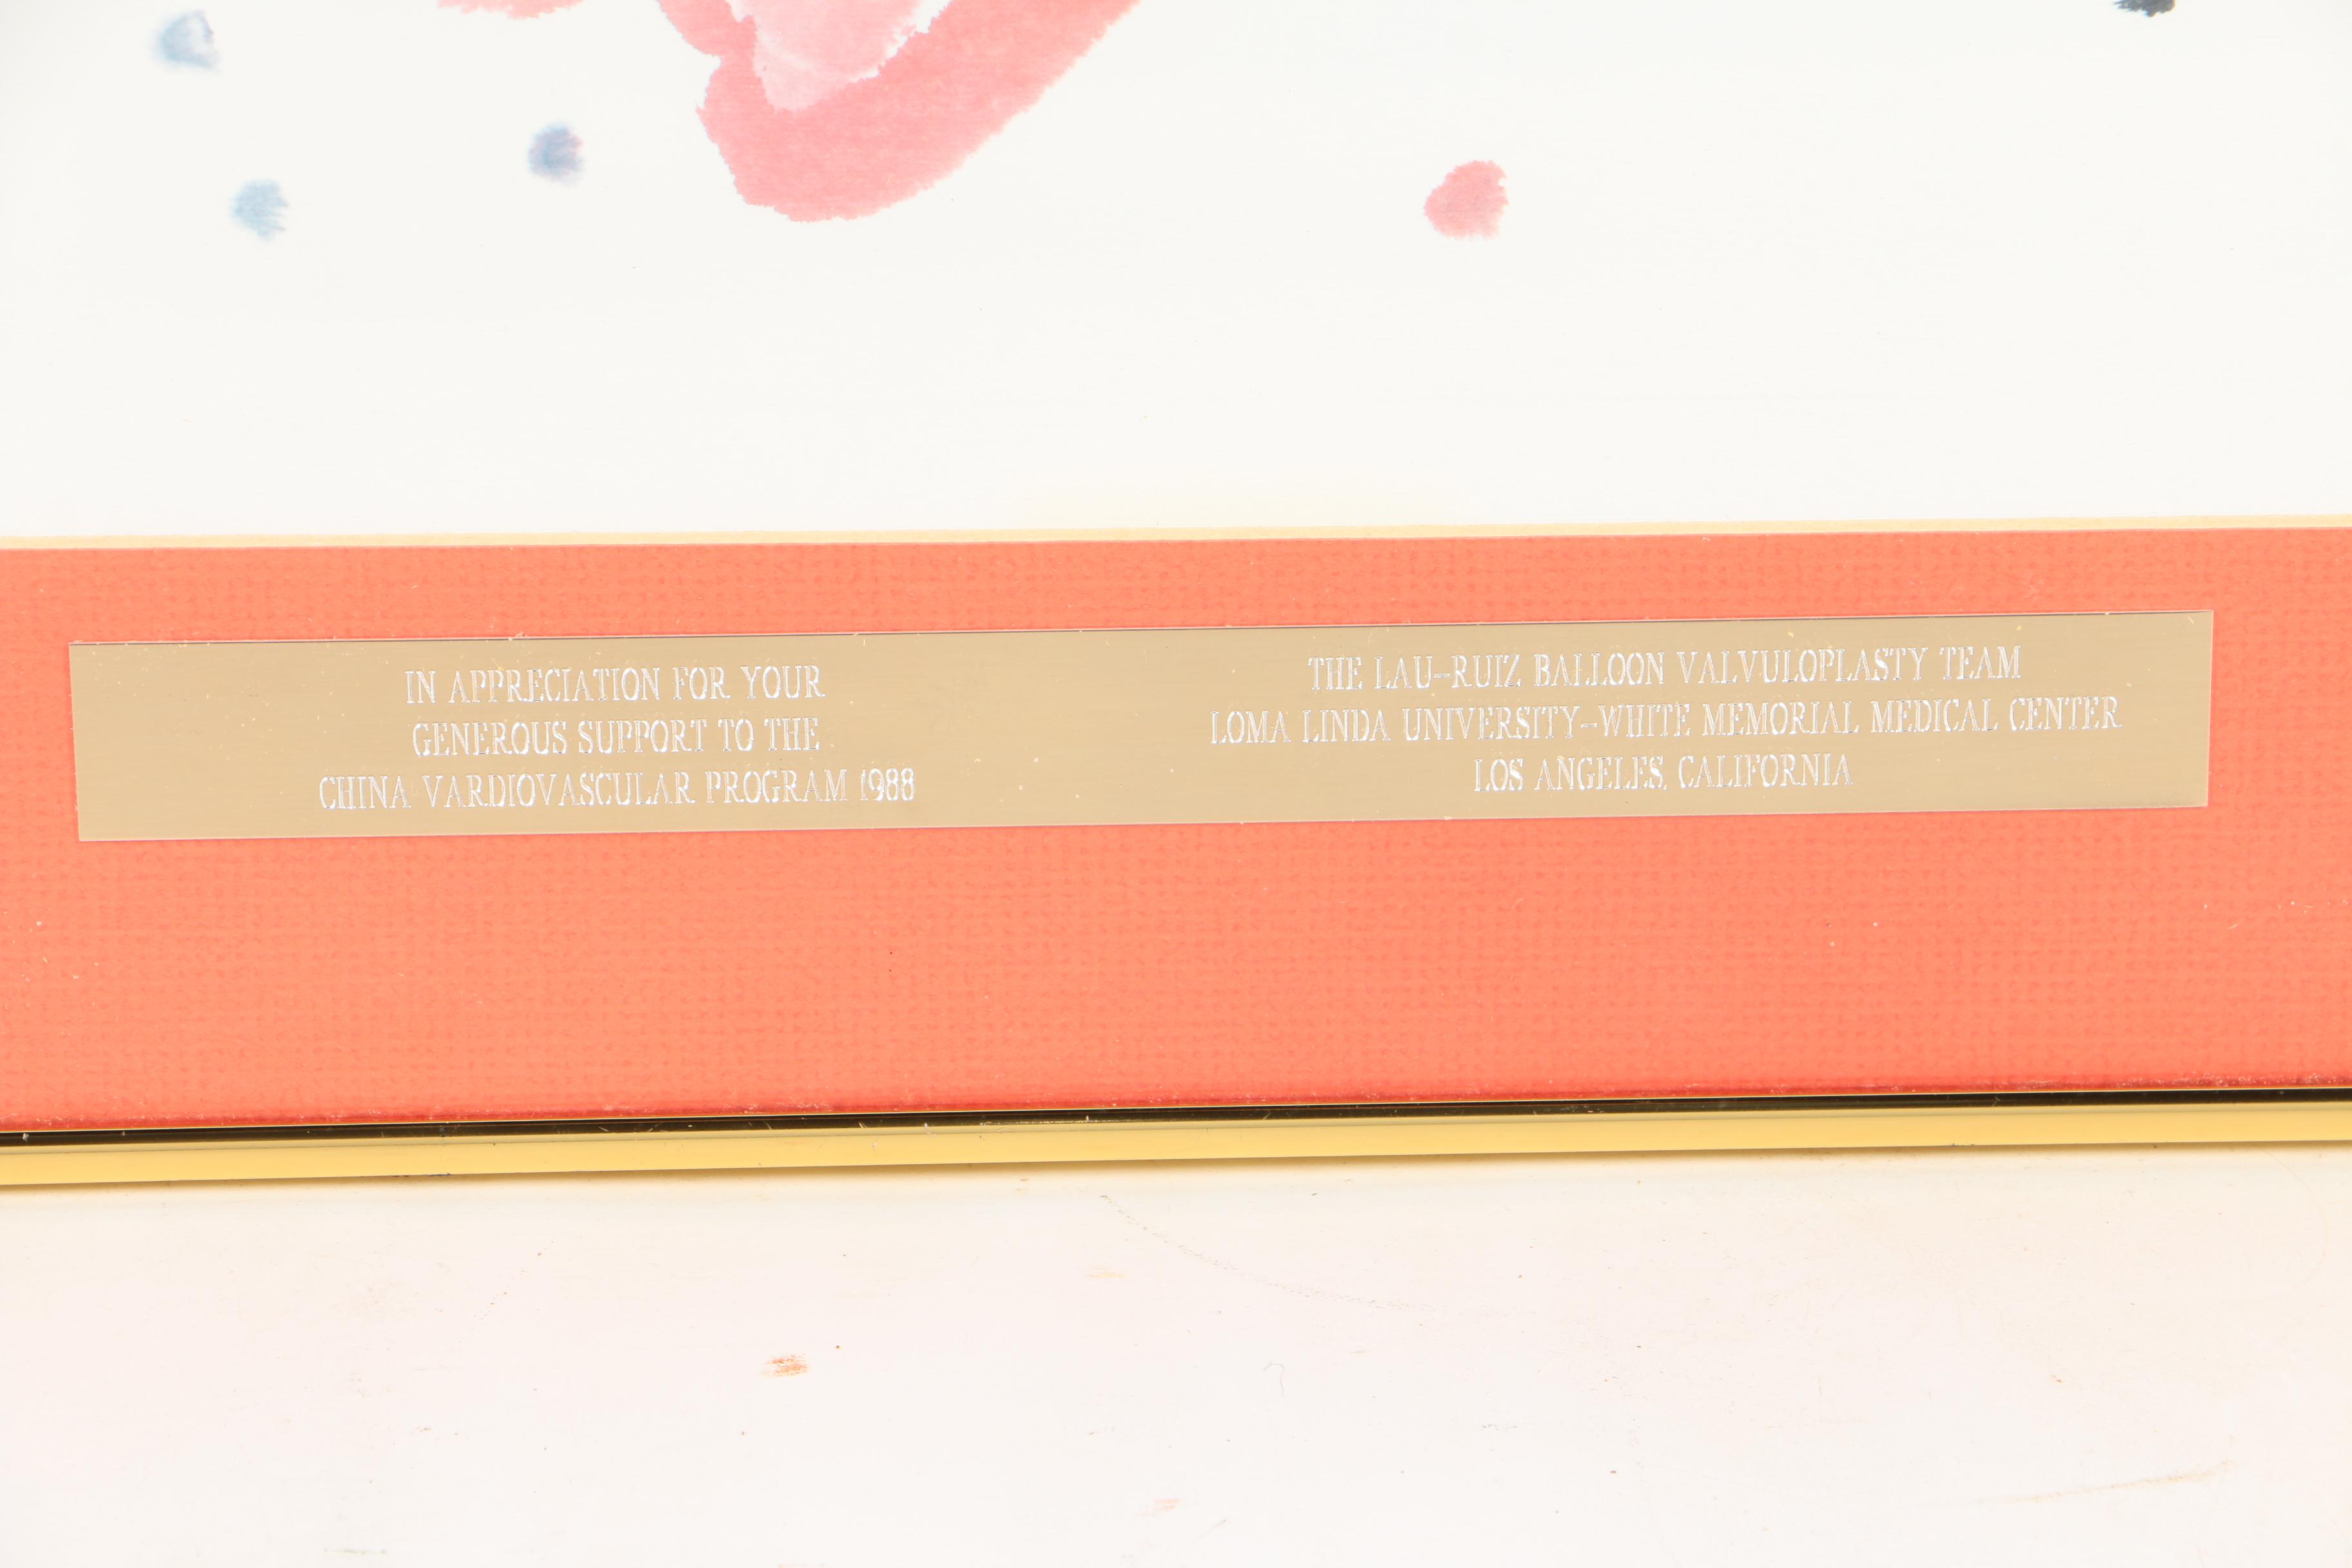 IN APPRECIATION FOR YOUR
GENEROUS SUPPORT TO THE
CHINA VARDIOVASCULAR PROGRAM 1988
THE LAU-RUIZ BALLOON VALVULOPLASTY TEAM
LOMA LINDA UNIVERSITY-WHITE MEMORIAL MEDICAL CENTER
LOS ANGELES, CALIFORNIA